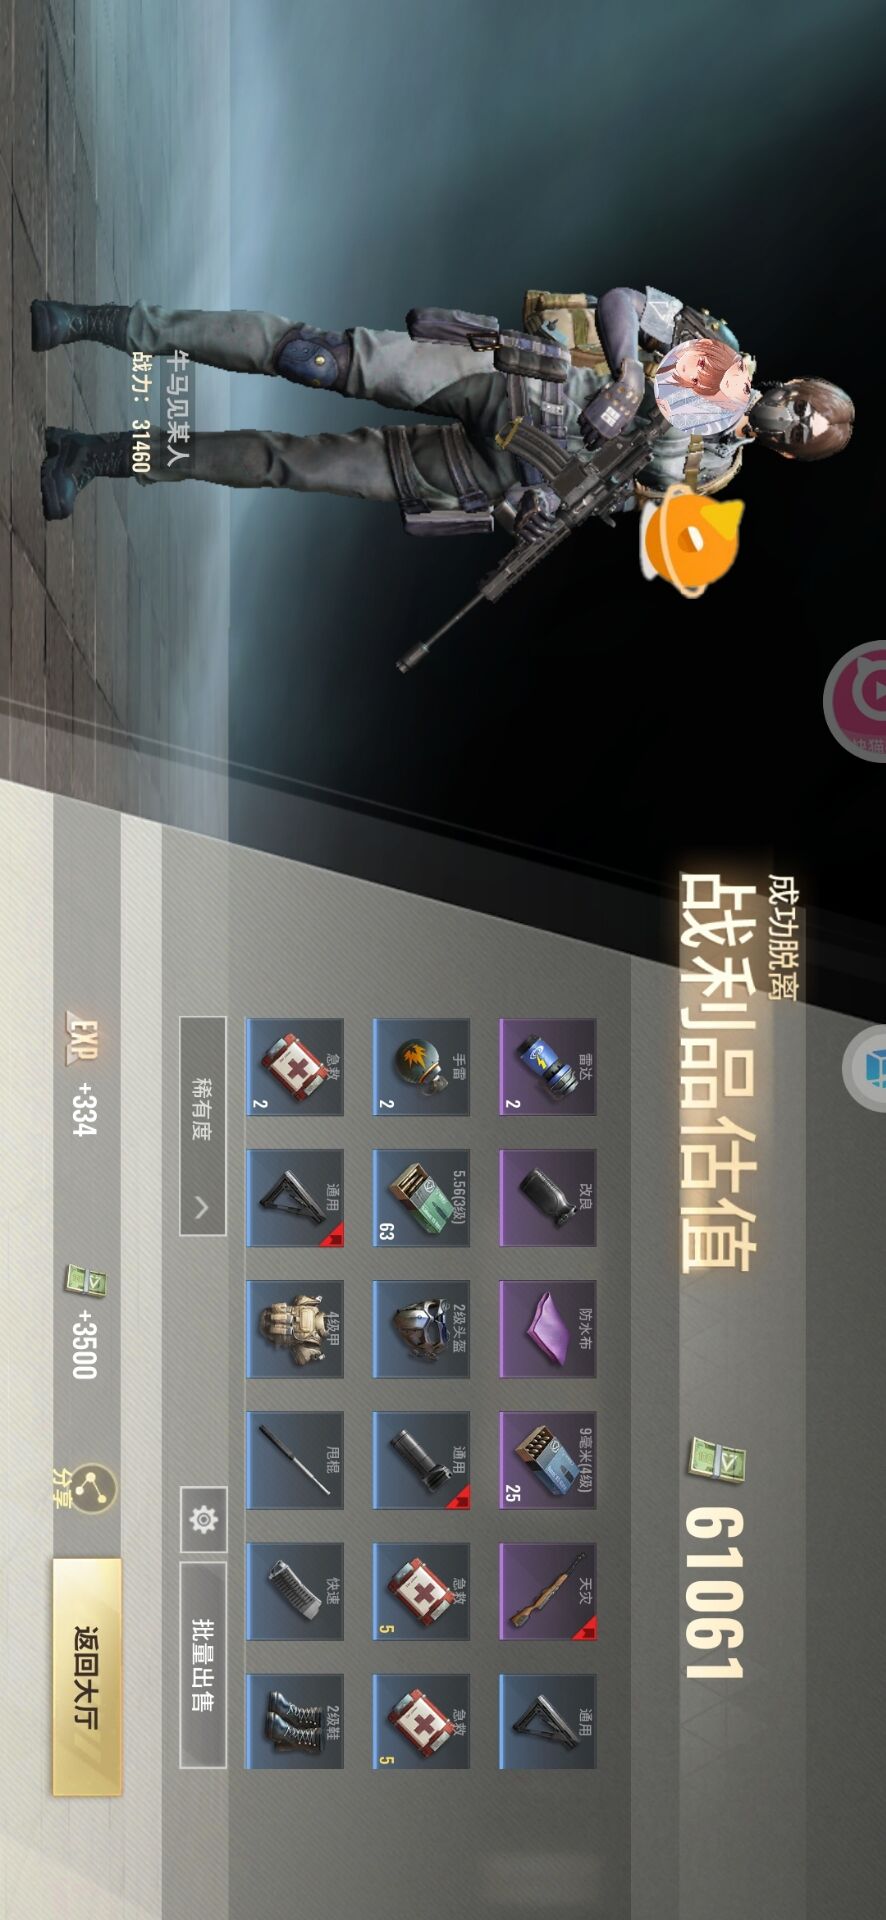 成功脱离
战利品估值
61061
雷达
2
改良
防水布
9毫米(4级)
25
天灾
通用
手雷
2
5.56(3级)
63
2级头盔
通用
急救
5
急救
5
急救
2
通用
4级甲
甩棍
快速
2级鞋
稀有度
批量出售
EXP +334
+3500
分享
返回大厅
牛马见某人
战力： 31460
快猫